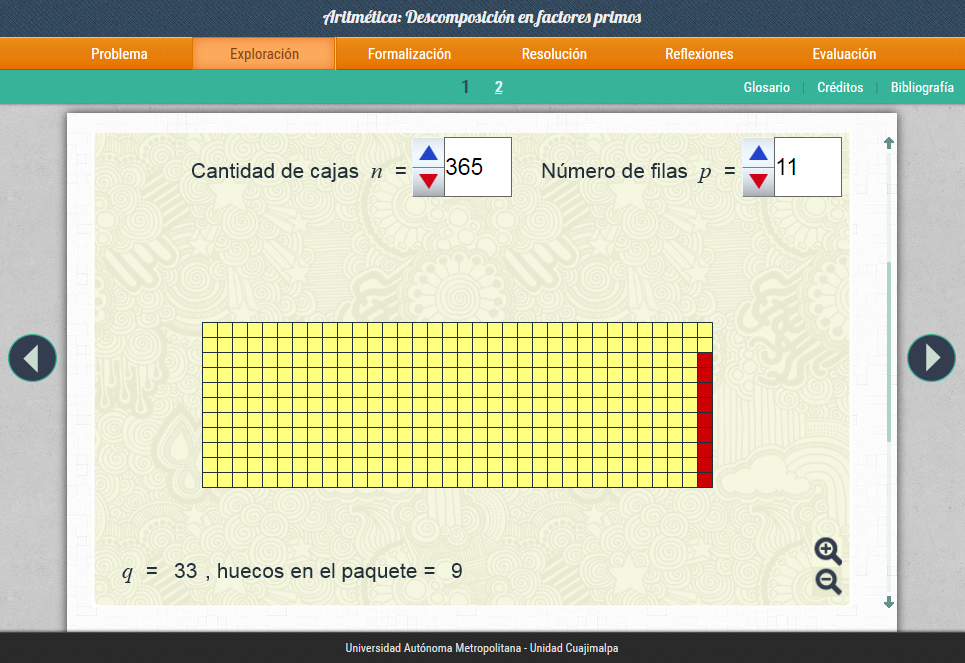 Aritmética: Descomposición en factores primos
Problema Exploración Formalización Resolución Reflexiones Evaluación
1 2 Glosario | Créditos | Bibliografía
Cantidad de cajas n = 365 Número de filas p = 11
q = 33 , huecos en el paquete = 9
Universidad Autónoma Metropolitana - Unidad Cuajimalpa